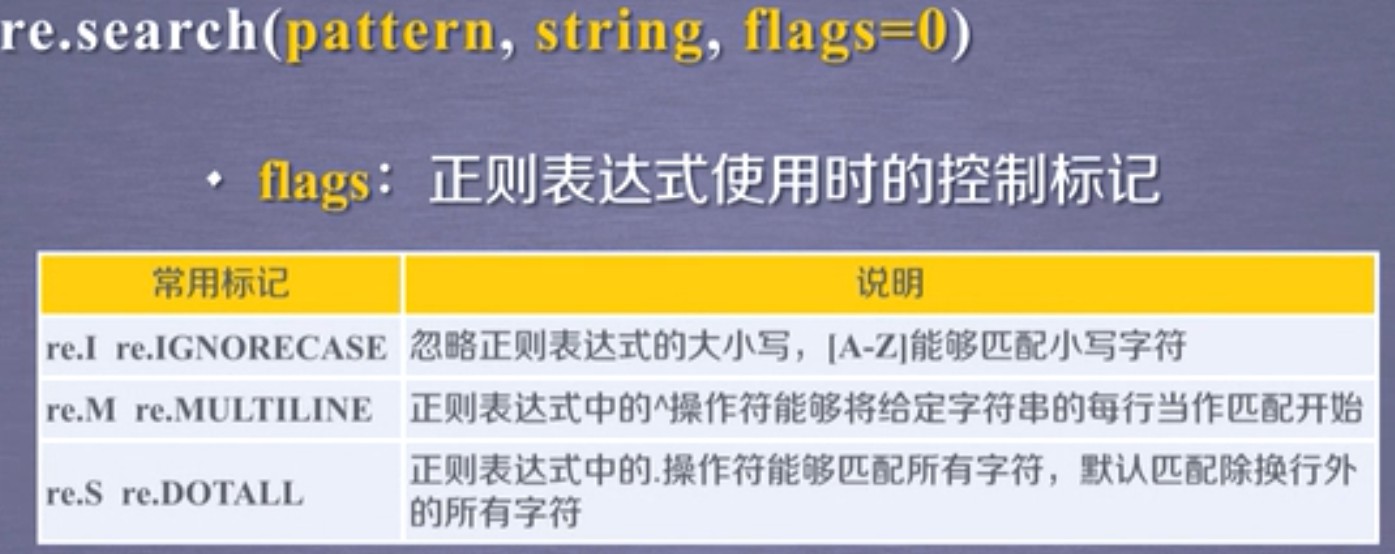 re.search(pattern, string, flags=0)
· flags：正则表达式使用时的控制标记
常用标记 说明
re.I re.IGNORECASE 忽略正则表达式的大小写，[A-Z]能够匹配小写字符
re.M re.MULTILINE 正则表达式中的^操作符能够将给定字符串的每行当作匹配开始
re.S re.DOTALL 正则表达式中的.操作符能够匹配所有字符，默认匹配除换行外
的所有字符